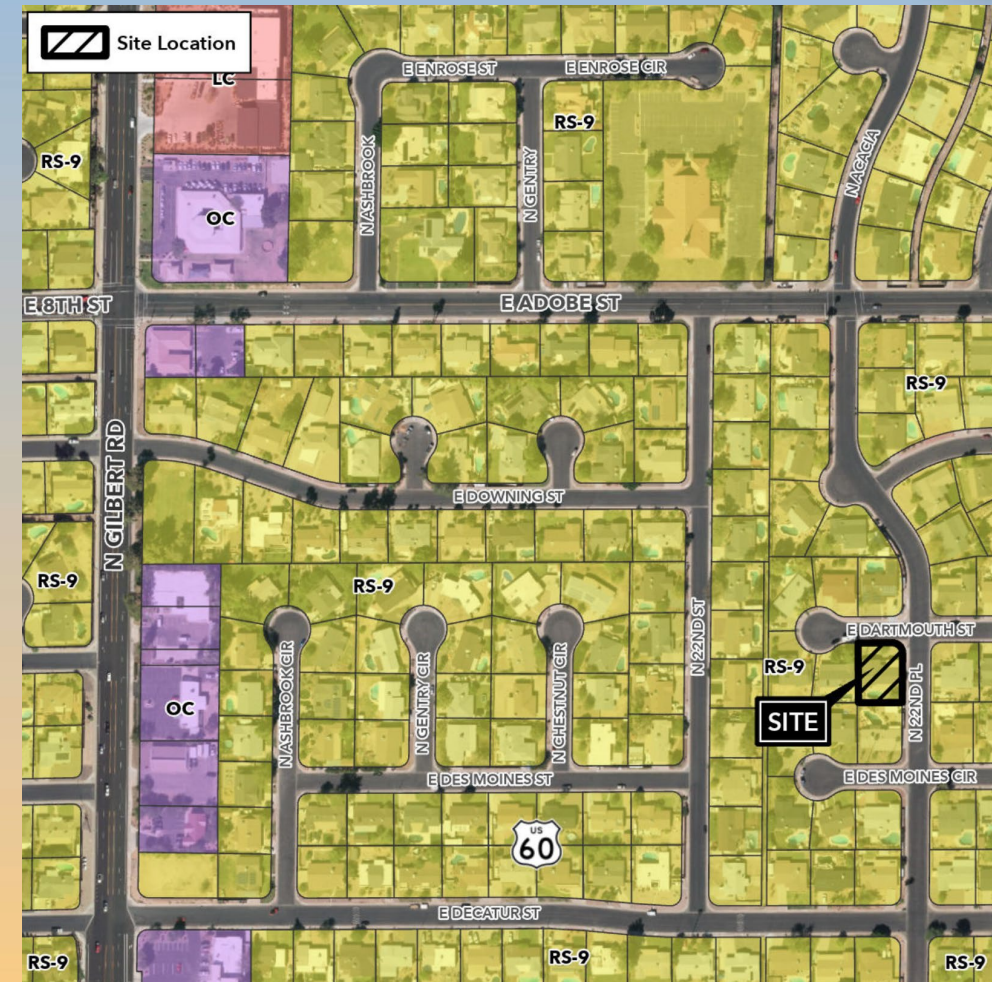 Site Location
LC
E ENROSE ST
E ENROSE CIR
RS-9
RS-9
N ASHBROOK
N GENTRY
N ACACIA
OC
E 8TH ST
E ADOBE ST
RS-9
N GILBERT RD
E DOWNING ST
RS-9
RS-9
N 22ND ST
E DARTMOUTH ST
RS-9
N ASHBROOK CIR
N GENTRY CIR
N CHESTNUT CIR
N 22ND PL
OC
SITE
E DES MOINES ST
E DES MOINES CIR
US
60
E DECATUR ST
RS-9
RS-9
RS-9